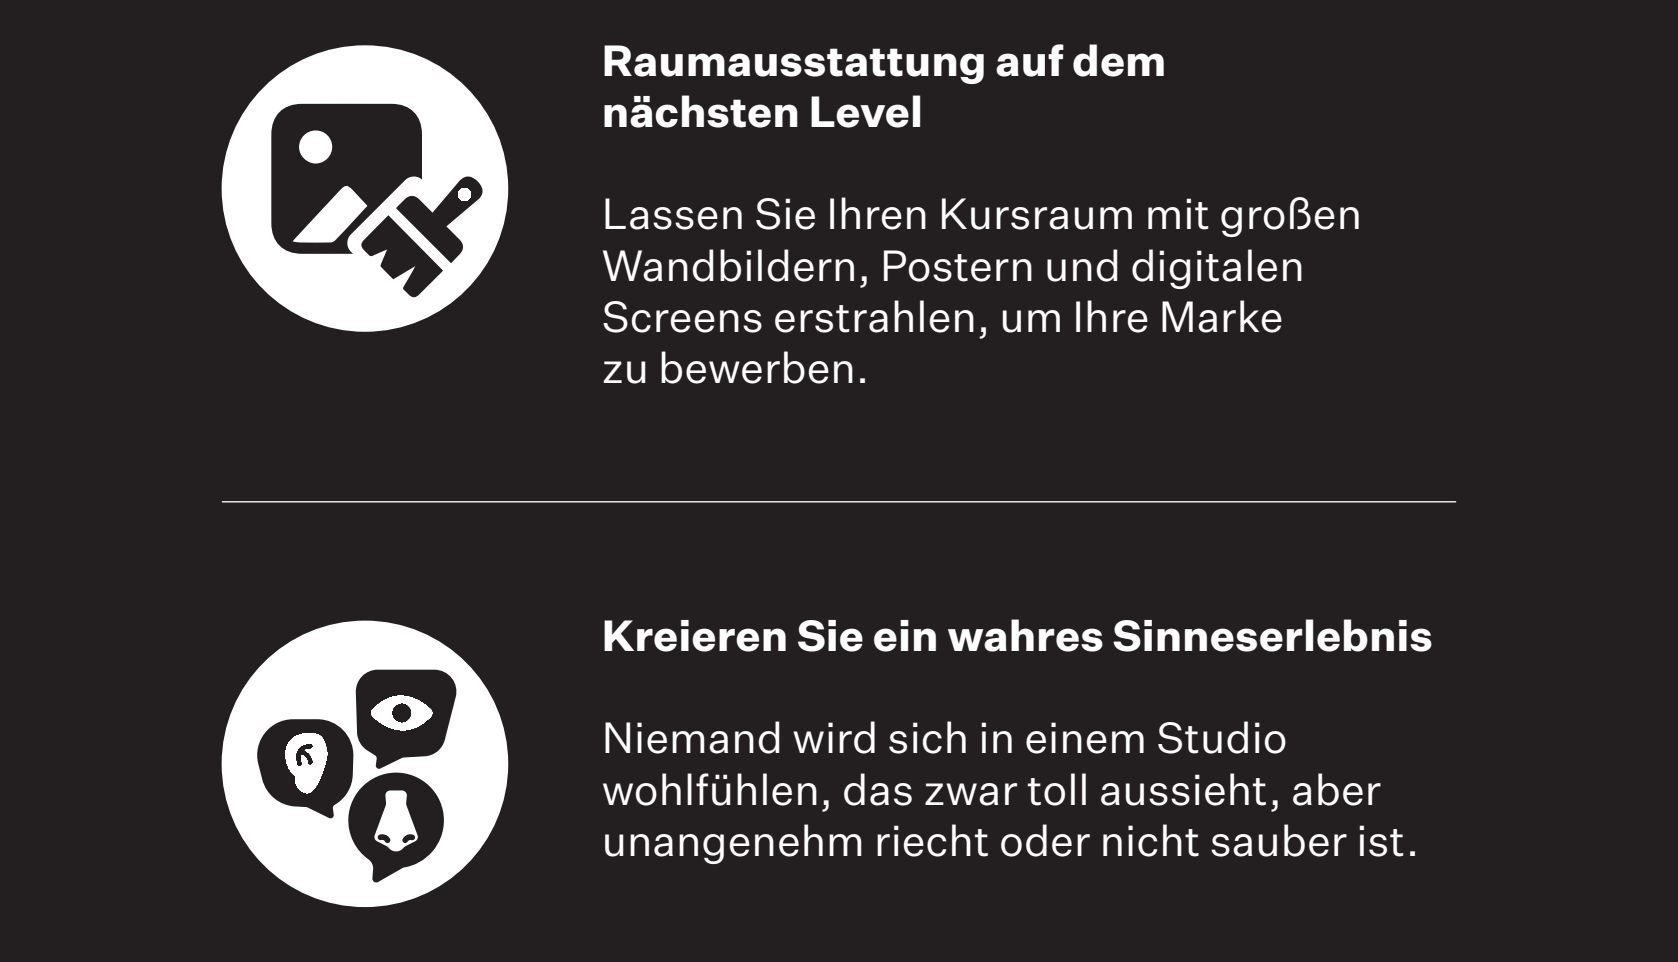 Raumausstattung auf dem
nächsten Level
Lassen Sie Ihren Kursraum mit großen
Wandbildern, Postern und digitalen
Screens erstrahlen, um Ihre Marke
zu bewerben.
Kreieren Sie ein wahres Sinneserlebnis
Niemand wird sich in einem Studio
wohlfühlen, das zwar toll aussieht, aber
unangenehm riecht oder nicht sauber ist.